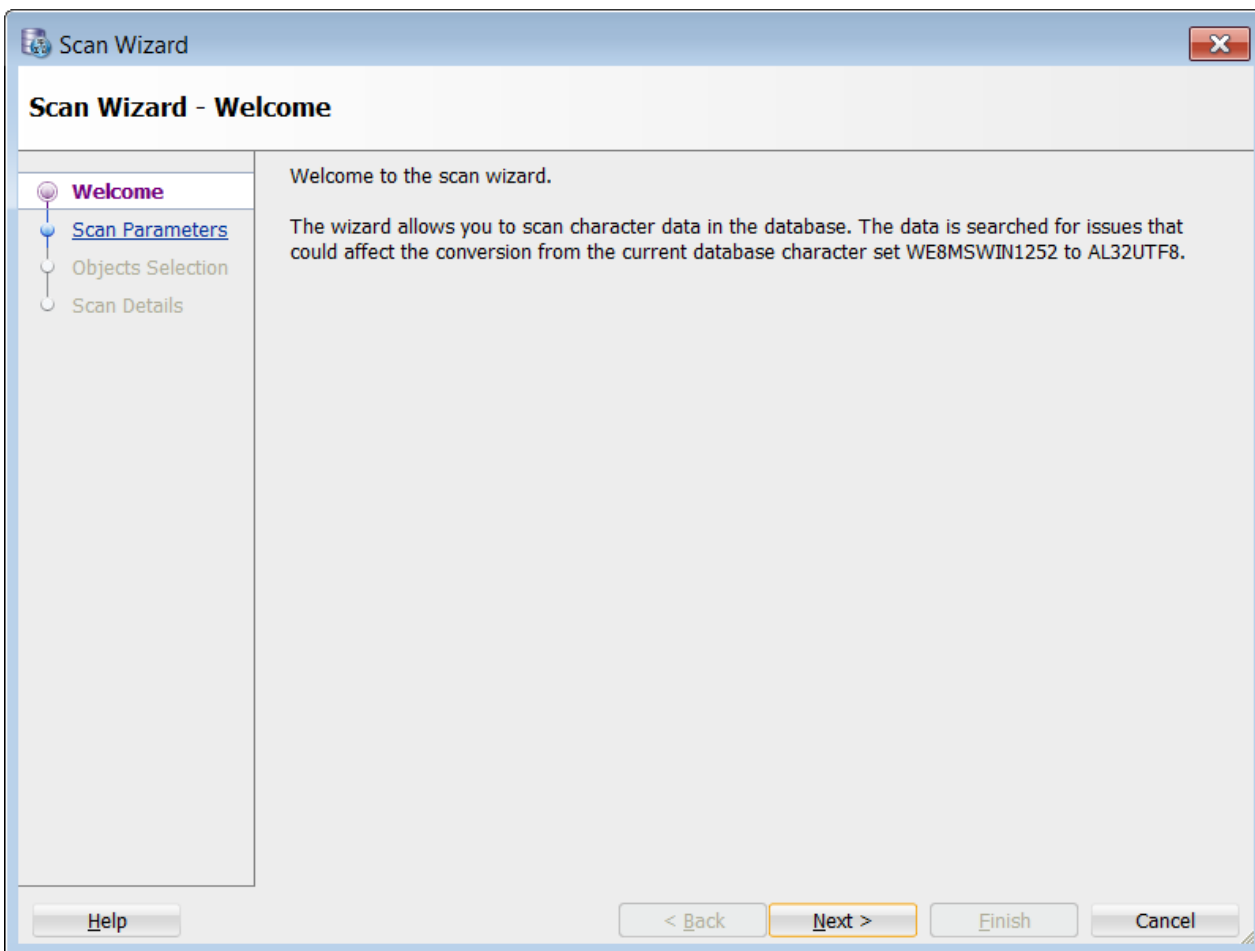 Scan Wizard
Scan Wizard - Welcome
Welcome
Scan Parameters
Objects Selection
Scan Details
Welcome to the scan wizard.
The wizard allows you to scan character data in the database. The data is searched for issues that
could affect the conversion from the current database character set WE8MSWIN1252 to AL32UTF8.
Help
< Back
Next >
Finish
Cancel